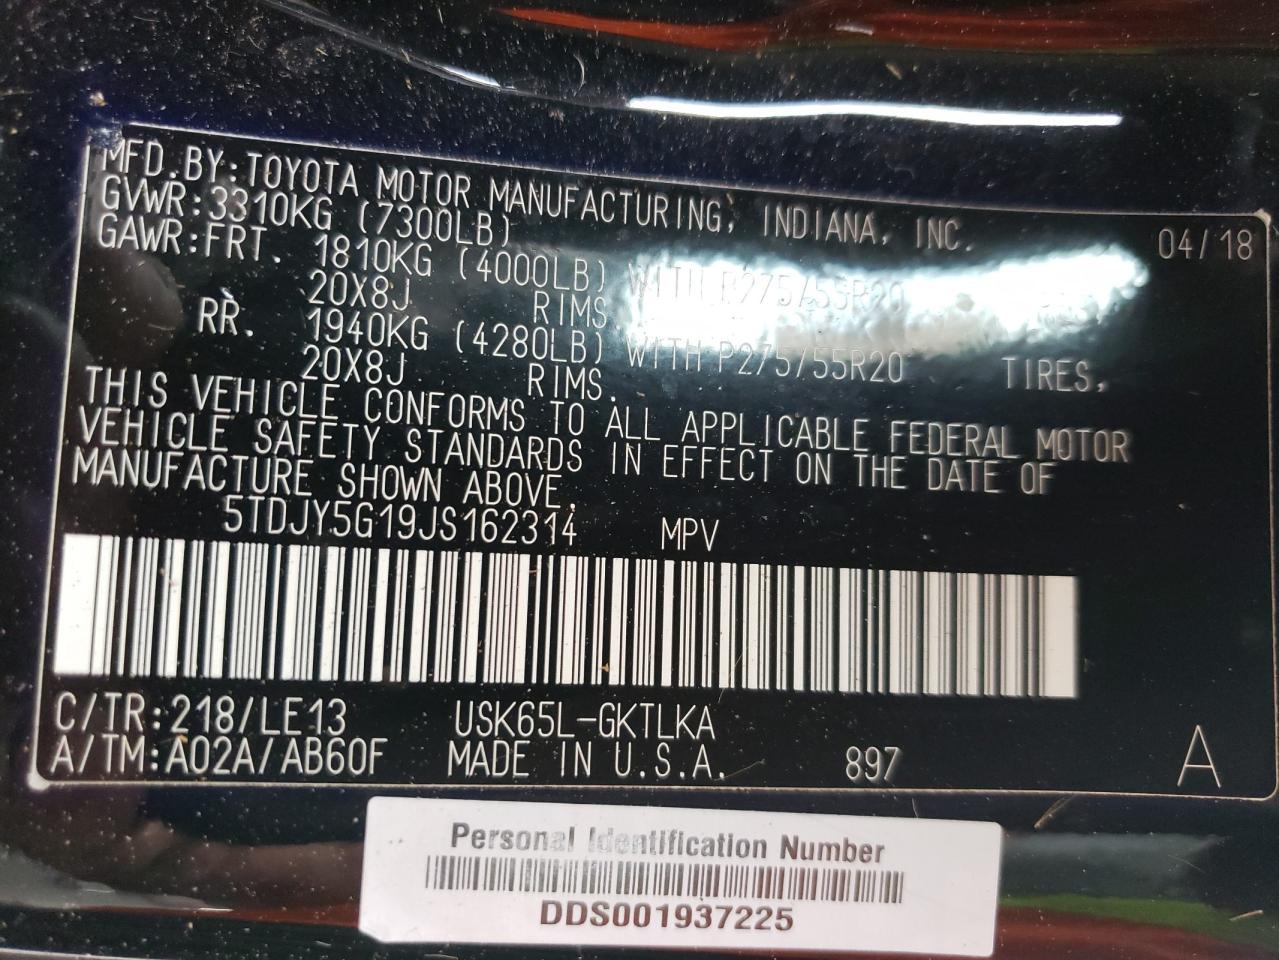 MFD.BY:TOYOTA MOTOR MANUFACTURING, INDIANA, INC. 04/18
GVWR:3310KG (7300LB)
GAWR:FRT. 1810KG (4000LB) WITH P275/55R20
20X8J RIMS.
RR. 1940KG (4280LB) WITH P275/55R20 TIRES,
20X8J RIMS.
THIS VEHICLE CONFORMS TO ALL APPLICABLE FEDERAL MOTOR
VEHICLE SAFETY STANDARDS IN EFFECT ON THE DATE OF
MANUFACTURE SHOWN ABOVE.
5TDJY5G19JS162314 MPV
C/TR:218/LE13 USK65L-GKTLKA
A/TM:A02A/AB60F MADE IN U.S.A. 897 A
Personal Identification Number
DDS001937225